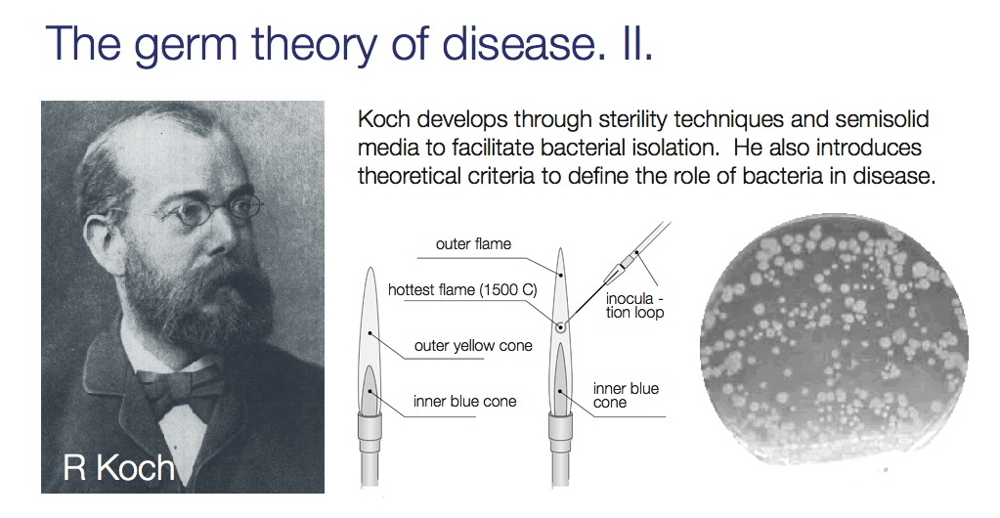 The germ theory of disease. II.
Koch develops through sterility techniques and semisolid
media to facilitate bacterial isolation. He also introduces
theoretical criteria to define the role of bacteria in disease.
outer flame
hottest flame (1500 C)
inocula -
tion loop
outer yellow cone
inner blue cone
inner blue
cone
R Koch